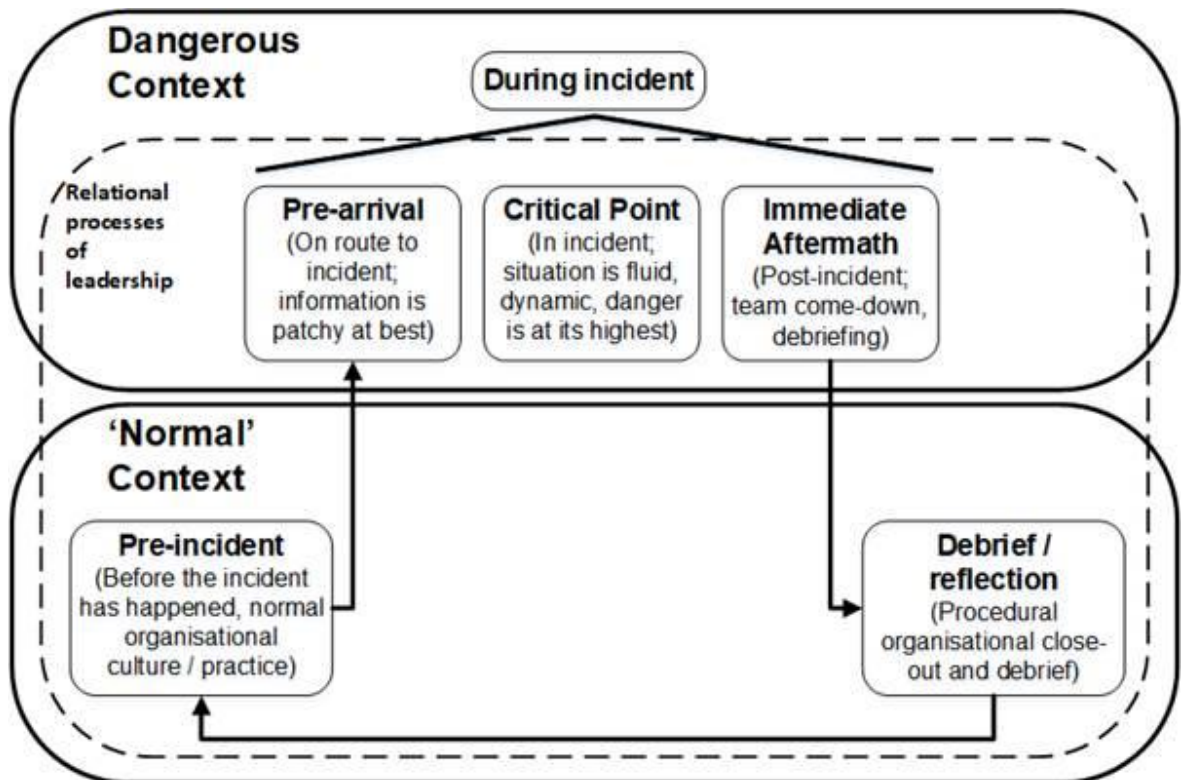 Dangerous
Context
During incident
Relational
processes
of
leadership
Pre-arrival
(On route to
incident;
information is
patchy at best)
Critical Point
(In incident;
situation is fluid,
dynamic, danger
is at its highest)
Immediate
Aftermath
(Post-incident;
team come-down,
debriefing)
‘Normal’
Context
Pre-incident
(Before the incident
has happened, normal
organisational
culture / practice)
Debrief /
reflection
(Procedural
organisational close-
out and debrief)